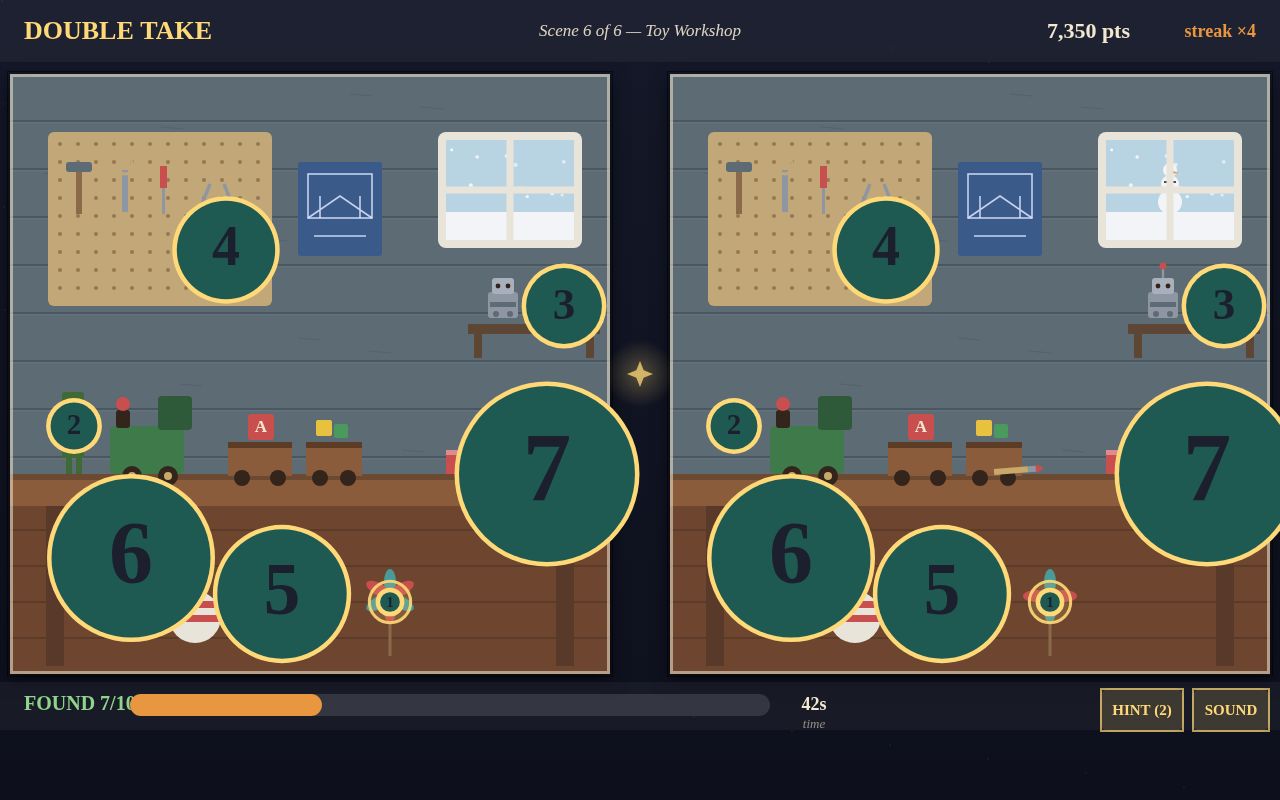 DOUBLE TAKE
Scene 6 of 6 — Toy Workshop
7,350 pts
streak ×4
4
3
2
A
7
6
5
1
4
3
2
A
7
6
5
1
FOUND 7/10
42s
time
HINT (2)
SOUND